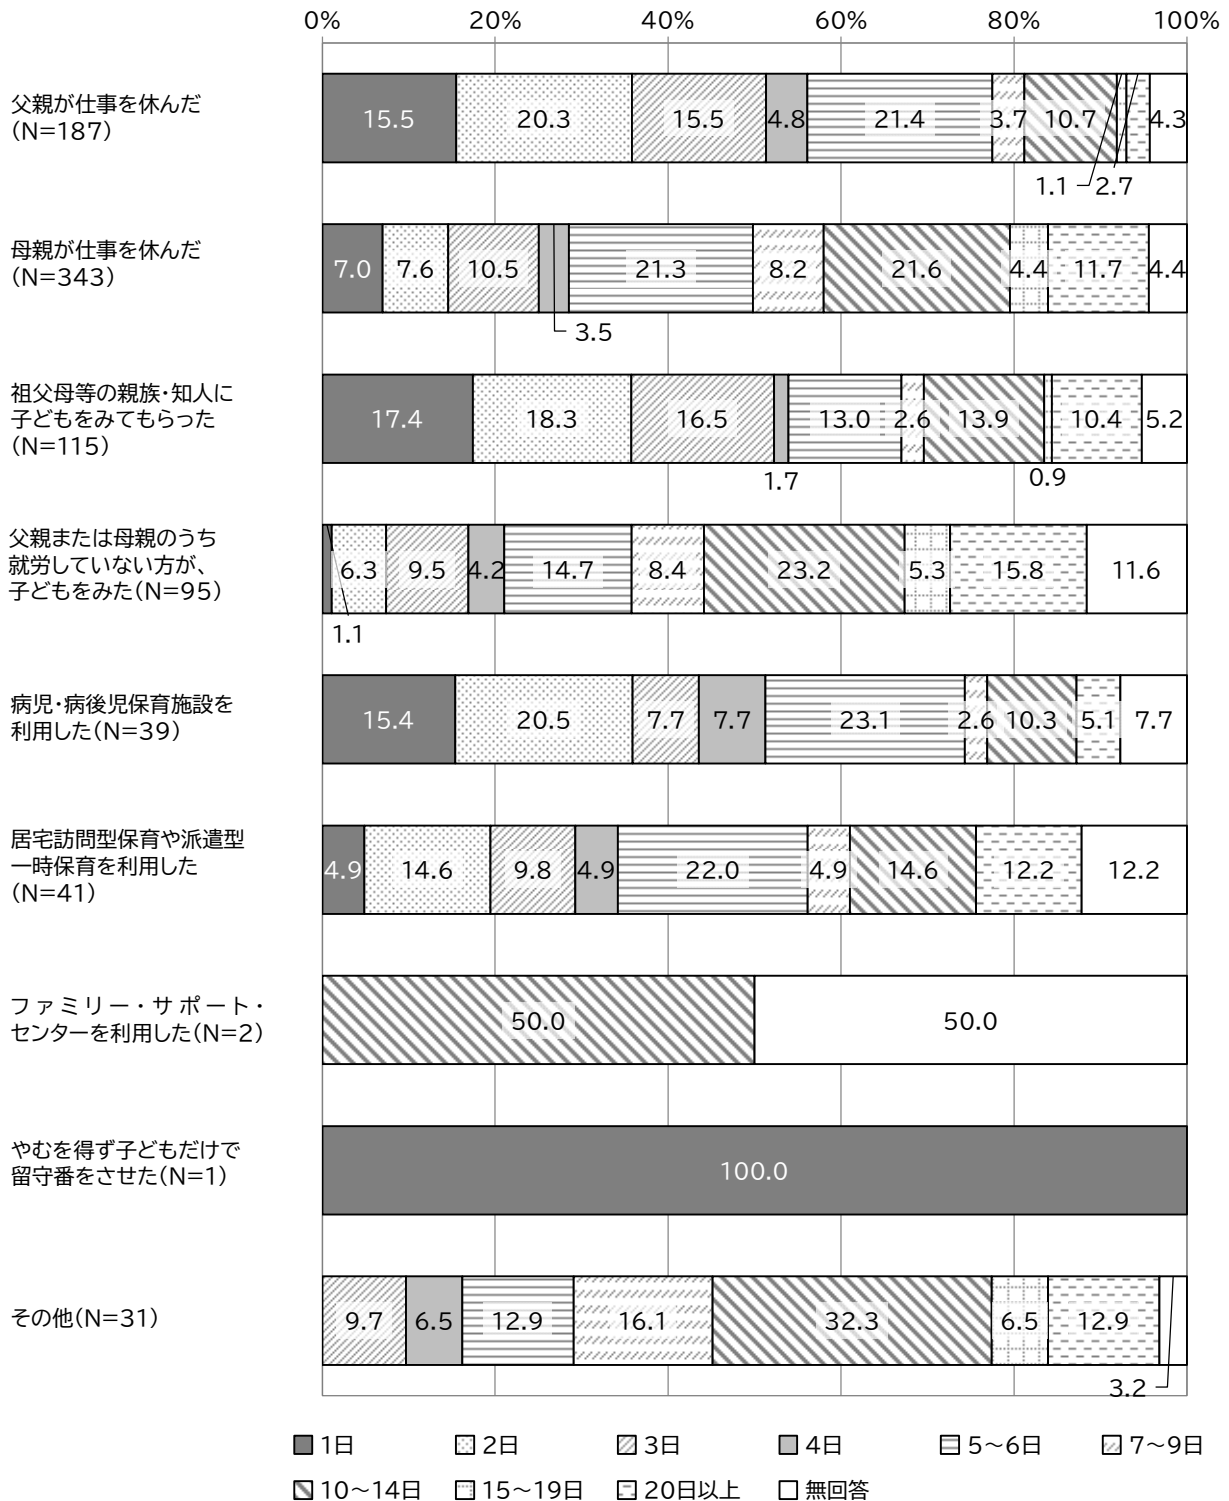 0% 20% 40% 60% 80% 100%
父親が仕事を休んだ
(N=187)
15.5 20.3 15.5 4.8 21.4 3.7 10.7 4.3
1.1 2.7
母親が仕事を休んだ
(N=343)
7.0 7.6 10.5 21.3 8.2 21.6 4.4 11.7 4.4
3.5
祖父母等の親族・知人に
子どもをみてもらった
(N=115)
17.4 18.3 16.5 13.0 2.6 13.9 10.4 5.2
1.7 0.9
父親または母親のうち
就労していない方が、
子どもをみた(N=95)
6.3 9.5 4.2 14.7 8.4 23.2 5.3 15.8 11.6
1.1
病児・病後児保育施設を
利用した(N=39)
15.4 20.5 7.7 7.7 23.1 2.6 10.3 5.1 7.7
居宅訪問型保育や派遣型
一時保育を利用した
(N=41)
4.9 14.6 9.8 4.9 22.0 4.9 14.6 12.2 12.2
ファミリー・サポート・
センターを利用した(N=2)
50.0 50.0
やむを得ず子どもだけで
留守番をさせた(N=1)
100.0
その他(N=31)
9.7 6.5 12.9 16.1 32.3 6.5 12.9
3.2
1日 2日 3日 4日 5～6日 7～9日
10～14日 15～19日 20日以上 無回答